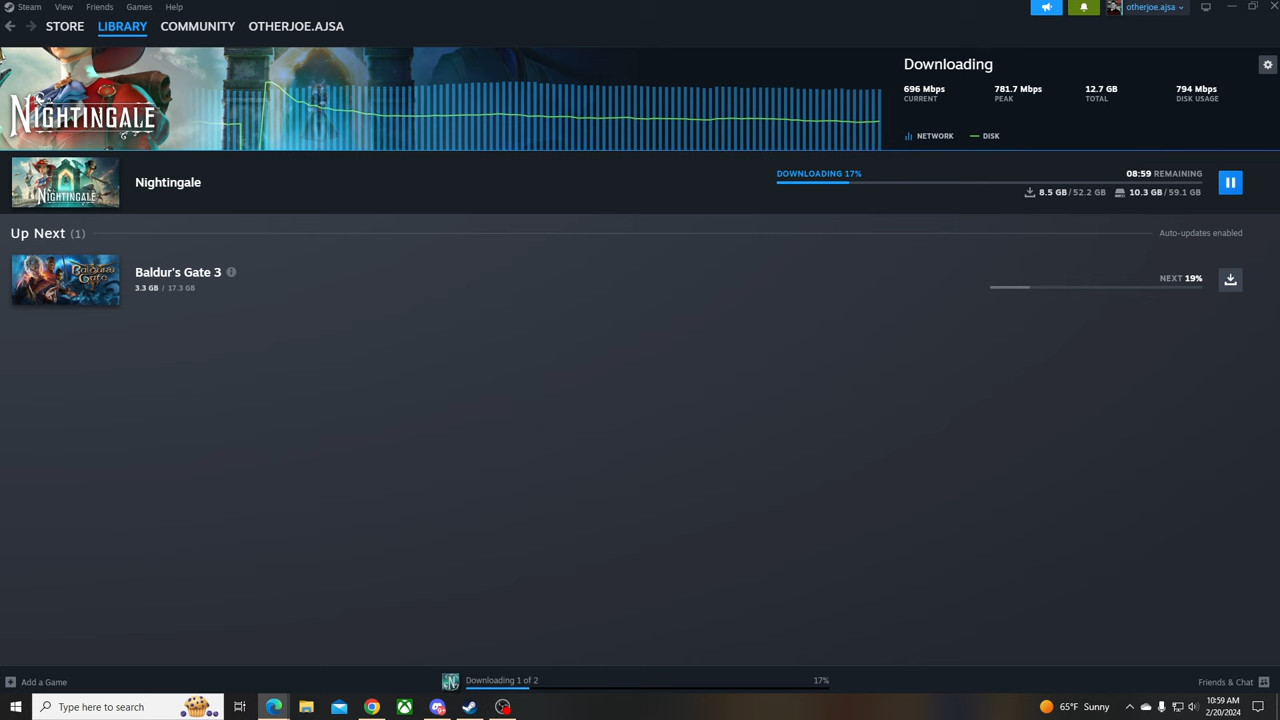 Steam View Friends Games Help
otherjoe.ajsa
STORE LIBRARY COMMUNITY OTHERJOE.AJSA
NIGHTINGALE
Downloading
696 Mbps 781.7 Mbps 12.7 GB 794 Mbps
CURRENT PEAK TOTAL DISK USAGE
NETWORK DISK
NIGHTINGALE
Nightingale
DOWNLOADING 17% 08:59 REMAINING
8.5 GB / 52.2 GB 10.3 GB / 59.1 GB
Up Next (1) Auto-updates enabled
BALDUR'S GATE
Baldur's Gate 3
3.3 GB / 17.3 GB
NEXT 19%
Add a Game
Downloading 1 of 2 17%
Friends & Chat
Type here to search
65°F Sunny
10:59 AM
2/20/2024